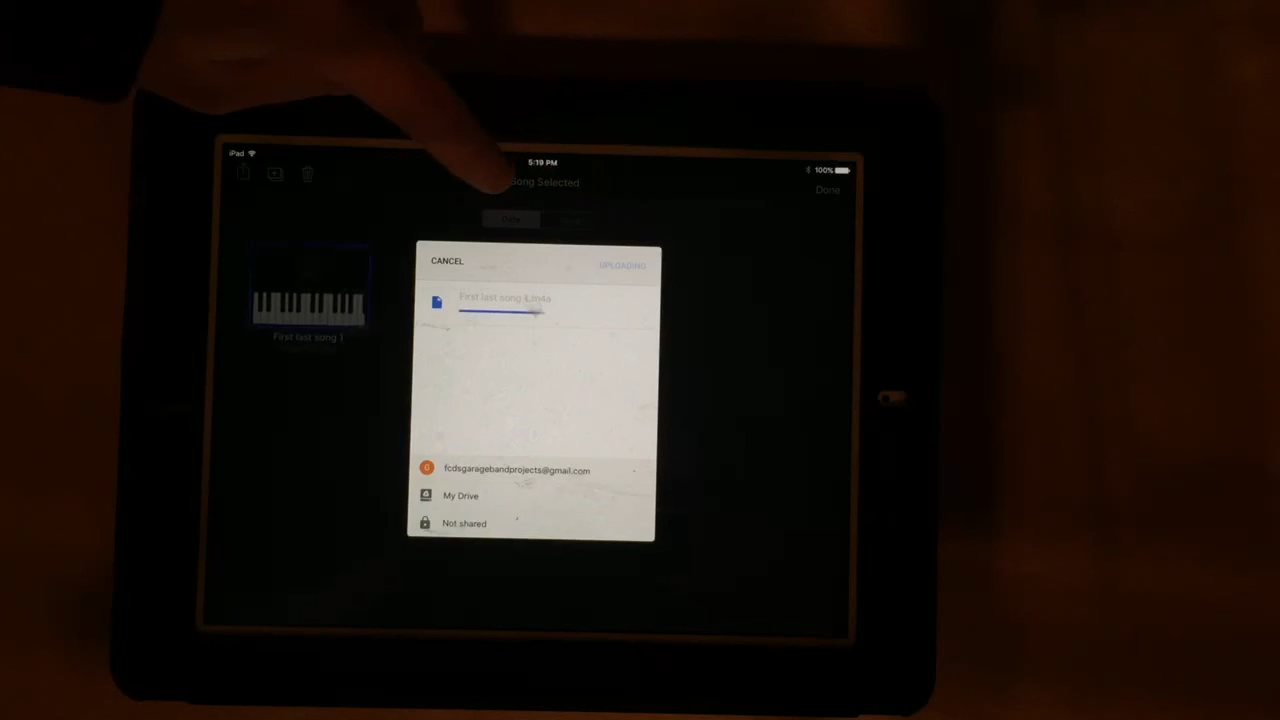 iPad
5:19 PM
100%
Song Selected
Done
CANCEL
UPLOADING
First last song 1.m4a
First last song 1
G
fcdsgaragebandprojects@gmail.com
My Drive
Not shared